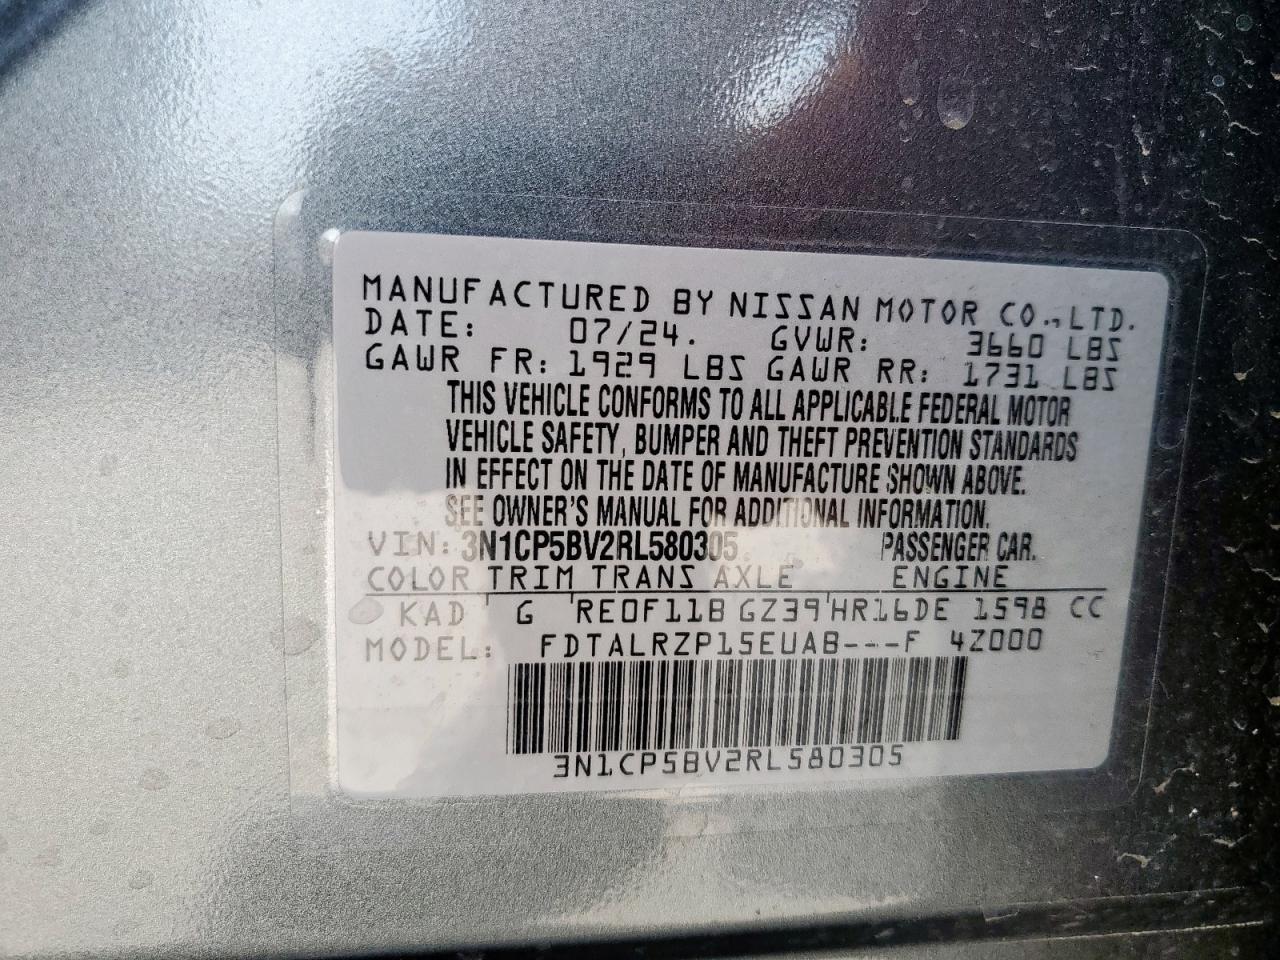 MANUFACTURED BY NISSAN MOTOR CO.,LTD.
DATE: 07/24. GVWR: 3660 LBS
GAWR FR: 1929 LBS GAWR RR: 1731 LBS
THIS VEHICLE CONFORMS TO ALL APPLICABLE FEDERAL MOTOR
VEHICLE SAFETY, BUMPER AND THEFT PREVENTION STANDARDS
IN EFFECT ON THE DATE OF MANUFACTURE SHOWN ABOVE.
SEE OWNER'S MANUAL FOR ADDITIONAL INFORMATION.
VIN: 3N1CP5BV2RL580305 PASSENGER CAR.
COLOR TRIM TRANS AXLE ENGINE
KAD G RE0F11B GZ39 HR16DE 1598 CC
MODEL: FDTALRZP15EUAB---F 4Z000
3N1CP5BV2RL580305